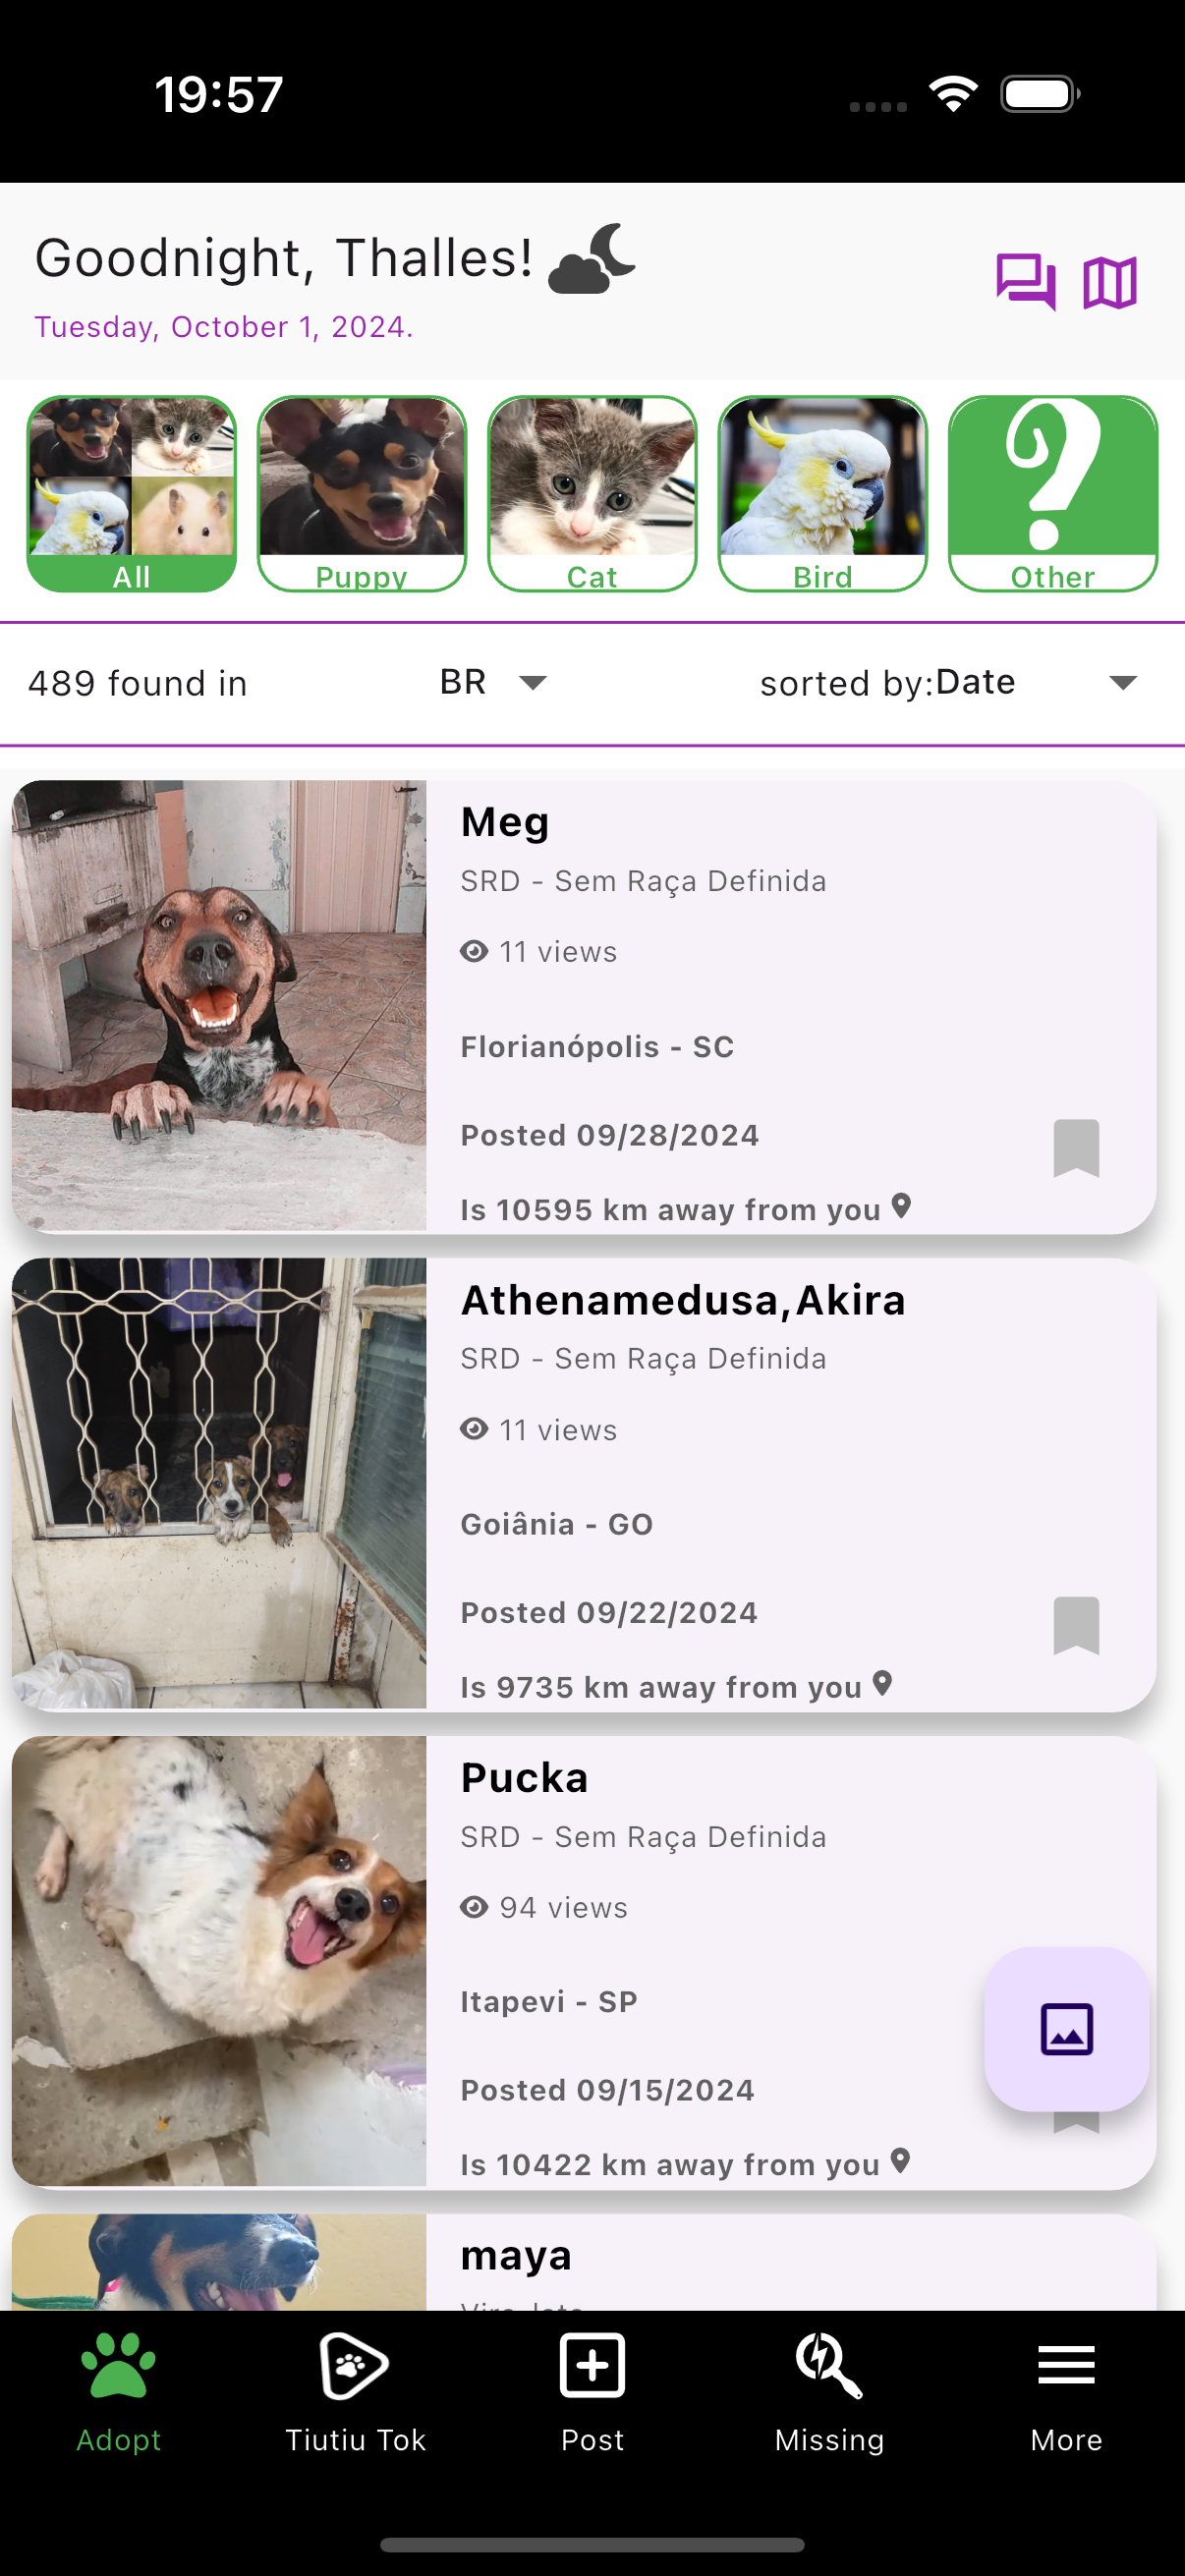 19:57
Goodnight, Thalles!
Tuesday, October 1, 2024.
All
Puppy
Cat
Bird
Other
489 found in BR sorted by:Date
Meg
SRD - Sem Raça Definida
11 views
Florianópolis - SC
Posted 09/28/2024
Is 10595 km away from you
Athenamedusa,Akira
SRD - Sem Raça Definida
11 views
Goiânia - GO
Posted 09/22/2024
Is 9735 km away from you
Pucka
SRD - Sem Raça Definida
94 views
Itapevi - SP
Posted 09/15/2024
Is 10422 km away from you
maya
Adopt
Tiutiu Tok
Post
Missing
More